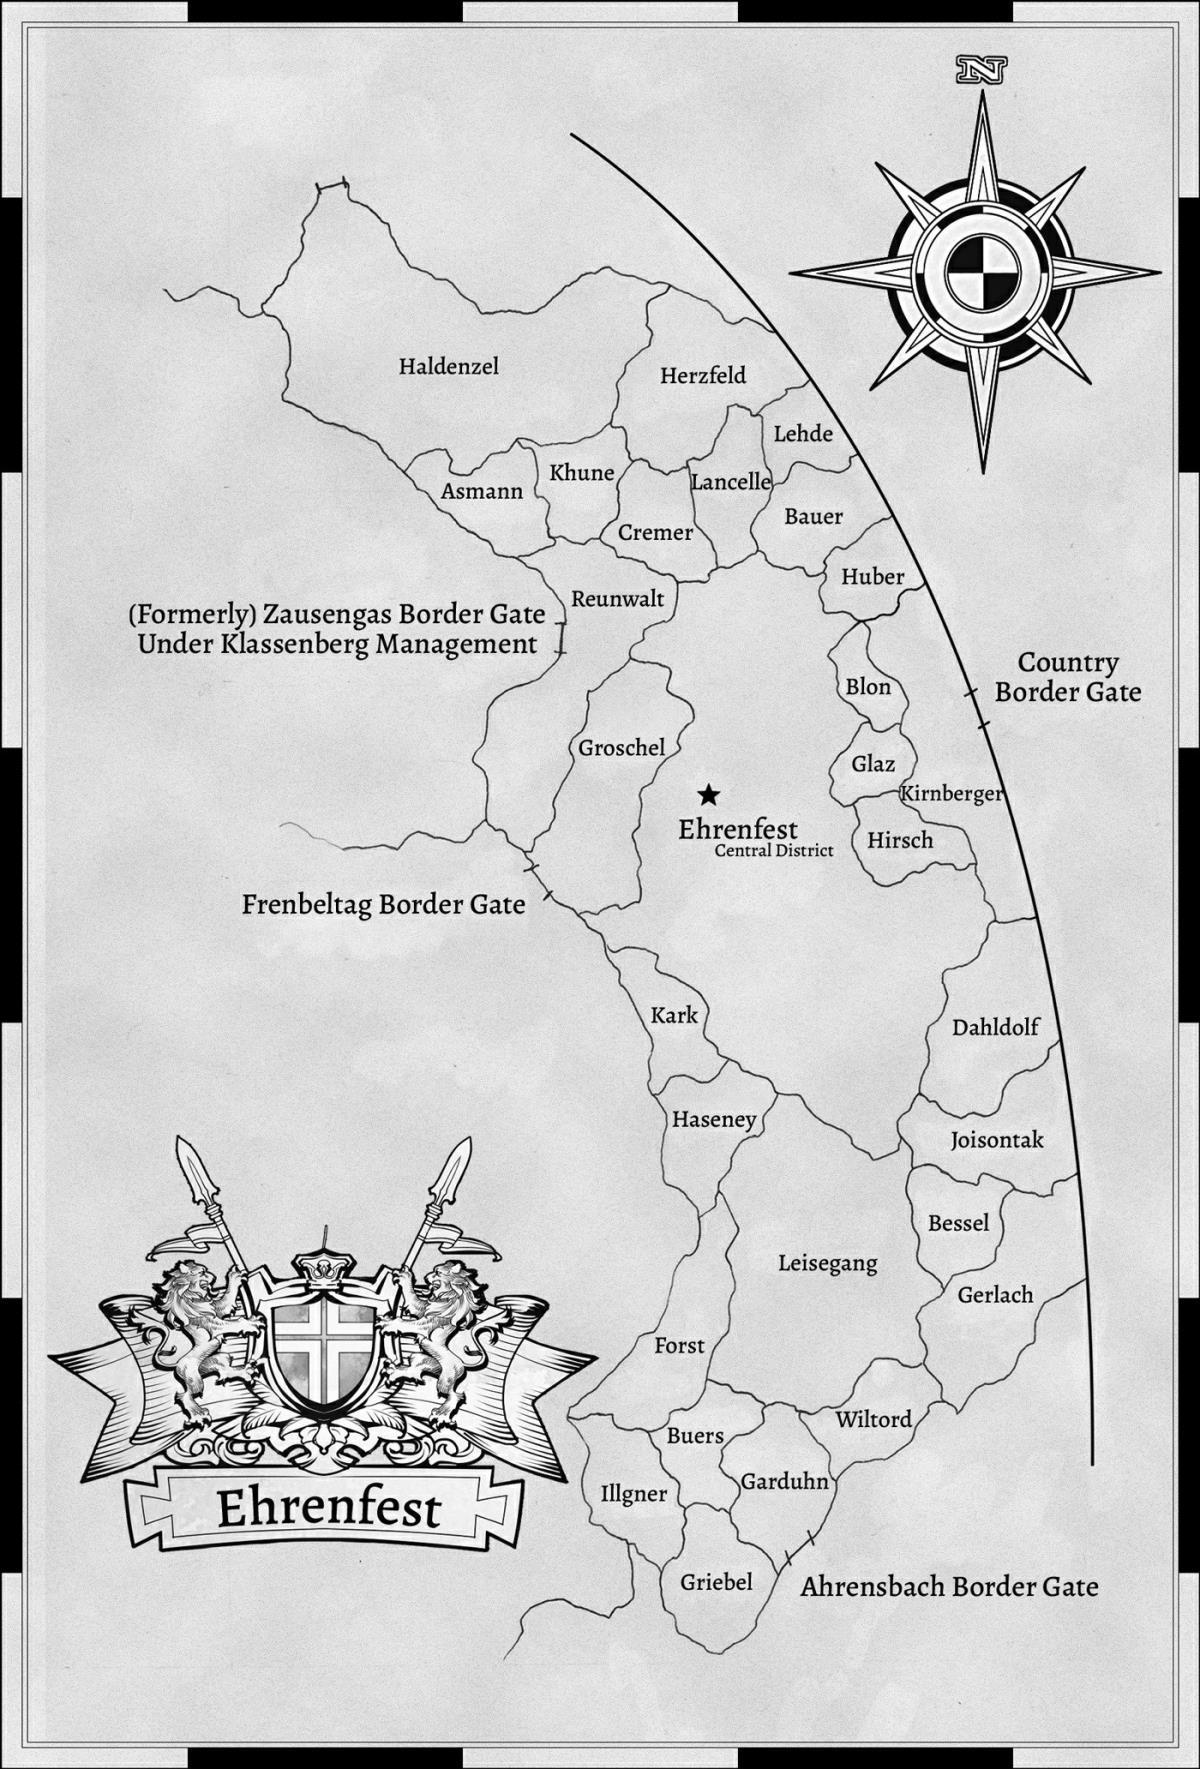 N
Haldenzel
Herzfeld
Lehde
Khune
Lancelle
Asmann
Bauer
Cremer
Huber
Reunwalt
(Formerly) Zausengas Border Gate
Under Klassenberg Management
Country
Border Gate
Blon
Groschel
Glaz
Kirnberger
Ehrenfest
Central District
Hirsch
Frenbeltag Border Gate
Kark
Dahldolf
Haseney
Joisontak
Bessel
Leisegang
Gerlach
Forst
Wiltord
Buers
Garduhn
Illgner
Ehrenfest
Griebel
Ahrensbach Border Gate